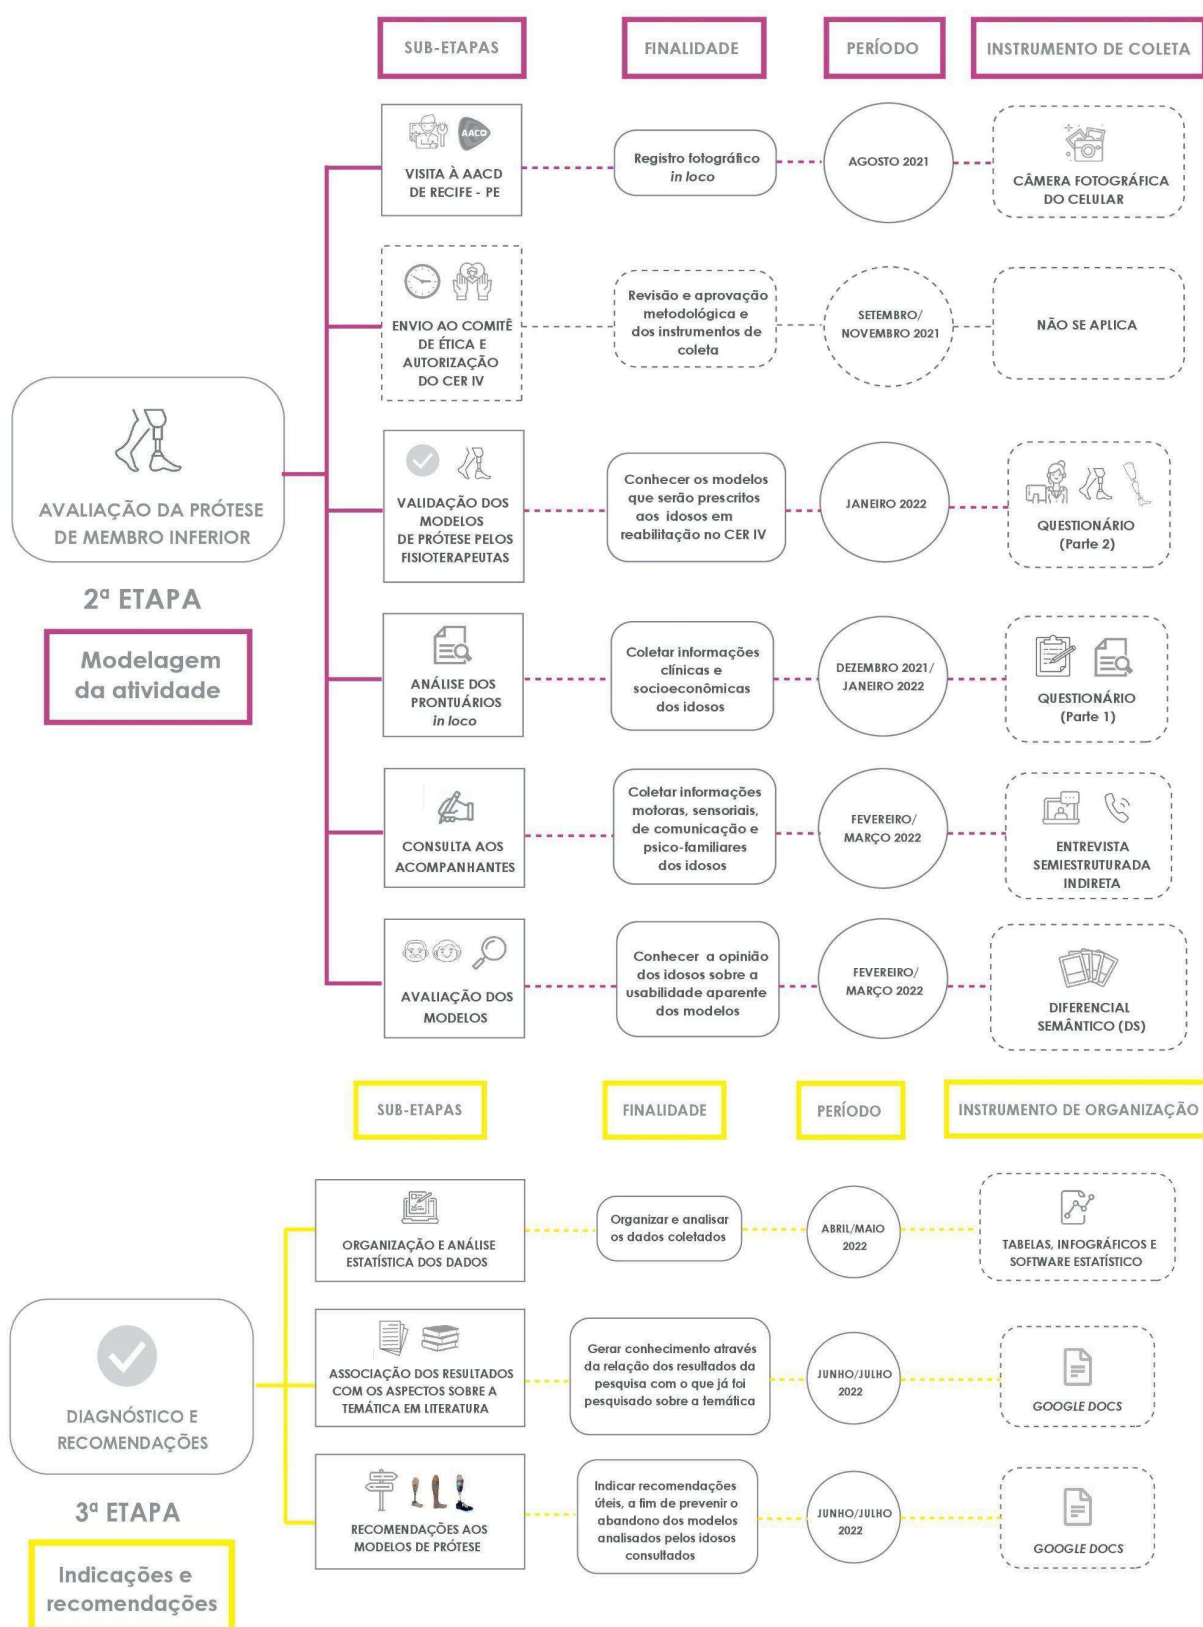 SUB-ETAPAS
FINALIDADE
PERÍODO
INSTRUMENTO DE COLETA
AACD
VISITA À AACD
DE RECIFE - PE
Registro fotográfico
in loco
AGOSTO 2021
CÂMERA FOTOGRÁFICA
DO CELULAR
ENVIO AO COMITÊ
DE ÉTICA E
AUTORIZAÇÃO
DO CER IV
Revisão e aprovação
metodológica e
dos instrumentos de
coleta
SETEMBRO/
NOVEMBRO 2021
NÃO SE APLICA
AVALIAÇÃO DA PRÓTESE
DE MEMBRO INFERIOR
2ª ETAPA
Modelagem
da atividade
VALIDAÇÃO DOS
MODELOS
DE PRÓTESE PELOS
FISIOTERAPEUTAS
Conhecer os modelos
que serão prescritos
aos idosos em
reabilitação no CER IV
JANEIRO 2022
QUESTIONÁRIO
(Parte 2)
ANÁLISE DOS
PRONTUÁRIOS
in loco
Coletar informações
clínicas e
socioeconômicas
dos idosos
DEZEMBRO 2021/
JANEIRO 2022
QUESTIONÁRIO
(Parte 1)
CONSULTA AOS
ACOMPANHANTES
Coletar informações
motoras, sensoriais,
de comunicação e
psico-familiares
dos idosos
FEVEREIRO/
MARÇO 2022
ENTREVISTA
SEMIESTRUTURADA
INDIRETA
AVALIAÇÃO DOS
MODELOS
Conhecer a opinião
dos idosos sobre a
usabilidade aparente
dos modelos
FEVEREIRO/
MARÇO 2022
DIFERENCIAL
SEMÂNTICO (DS)
SUB-ETAPAS
FINALIDADE
PERÍODO
INSTRUMENTO DE ORGANIZAÇÃO
ORGANIZAÇÃO E ANÁLISE
ESTATÍSTICA DOS DADOS
Organizar e analisar
os dados coletados
ABRIL/MAIO
2022
TABELAS, INFOGRÁFICOS E
SOFTWARE ESTATÍSTICO
DIAGNÓSTICO E
RECOMENDAÇÕES
3ª ETAPA
Indicações e
recomendações
ASSOCIAÇÃO DOS RESULTADOS
COM OS ASPECTOS SOBRE A
TEMÁTICA EM LITERATURA
Gerar conhecimento através
da relação dos resultados da
pesquisa com o que já foi
pesquisado sobre a temática
JUNHO/JULHO
2022
GOOGLE DOCS
RECOMENDAÇÕES AOS
MODELOS DE PRÓTESE
Indicar recomendações
úteis, a fim de prevenir o
abandono dos modelos
analisados pelos idosos
consultados
JUNHO/JULHO
2022
GOOGLE DOCS